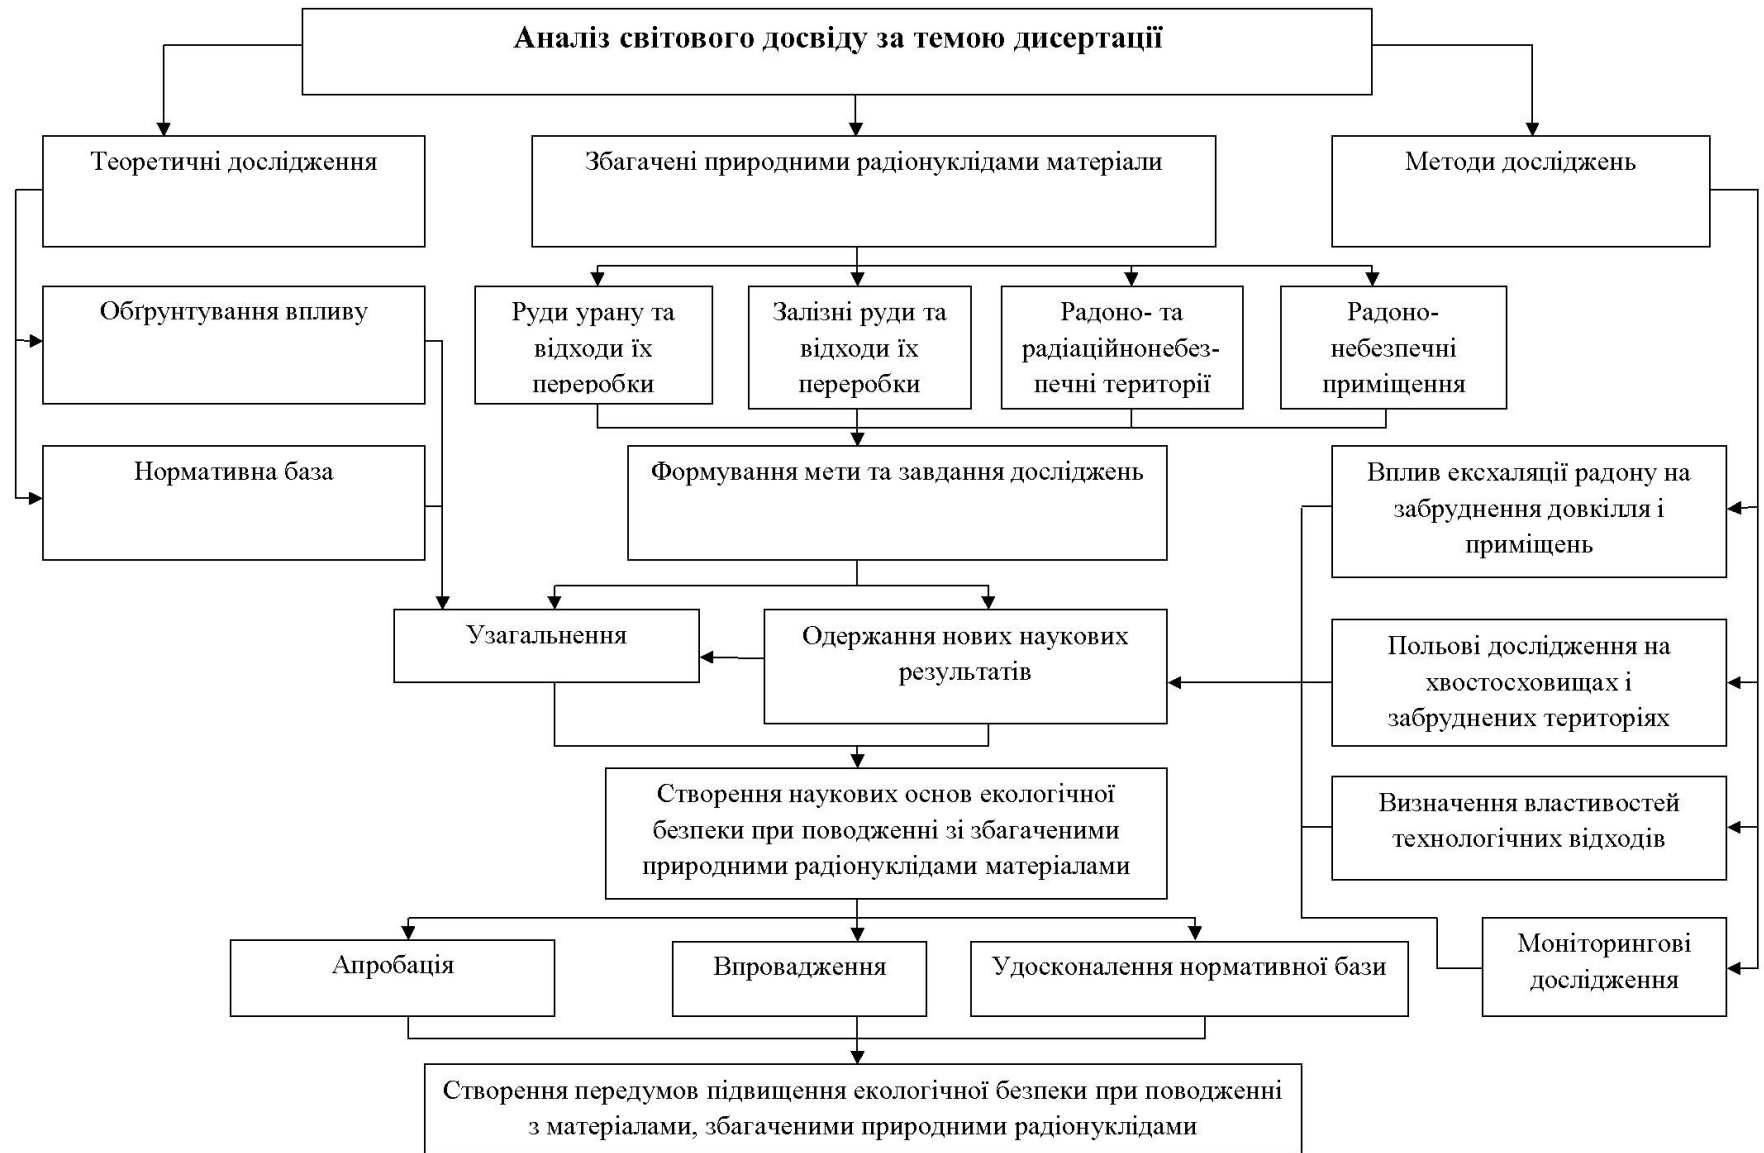 Аналіз світового досвіду за темою дисертації
Теоретичні дослідження
Збагачені природними радіонуклідами матеріали
Методи досліджень
Обґрунтування впливу
Руди урану та
відходи їх
переробки
Залізні руди та
відходи їх
переробки
Радоно- та
радіаційнонебез-
печні території
Радоно-
небезпечні
приміщення
Нормативна база
Формування мети та завдання досліджень
Вплив ексхаляції радону на
забруднення довкілля і
приміщень
Узагальнення
Одержання нових наукових
результатів
Польові дослідження на
хвостосховищах і
забруднених територіях
Створення наукових основ екологічної
безпеки при поводженні зі збагаченими
природними радіонуклідами матеріалами
Визначення властивостей
технологічних відходів
Апробація
Впровадження
Удосконалення нормативної бази
Моніторингові
дослідження
Створення передумов підвищення екологічної безпеки при поводженні
з матеріалами, збагаченими природними радіонуклідами